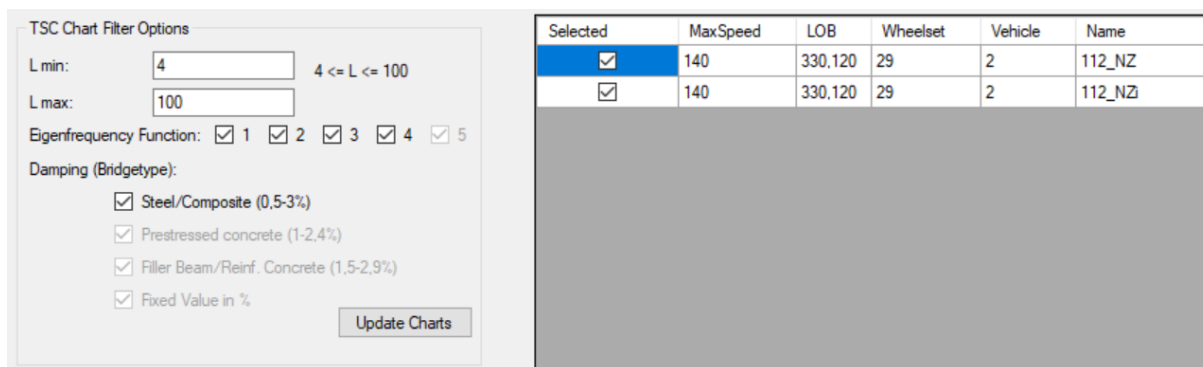 TSC Chart Filter Options
L min: 4 4 <= L <= 100
L max: 100
Eigenfrequency Function: 1 2 3 4 5
Damping (Bridgetype):
Steel/Composite (0,5-3%)
Prestressed concrete (1-2,4%)
Filler Beam/Reinf. Concrete (1,5-2,9%)
Fixed Value in %
Update Charts
Selected MaxSpeed LOB Wheelset Vehicle Name
140 330,120 29 2 112_NZ
140 330,120 29 2 112_NZi